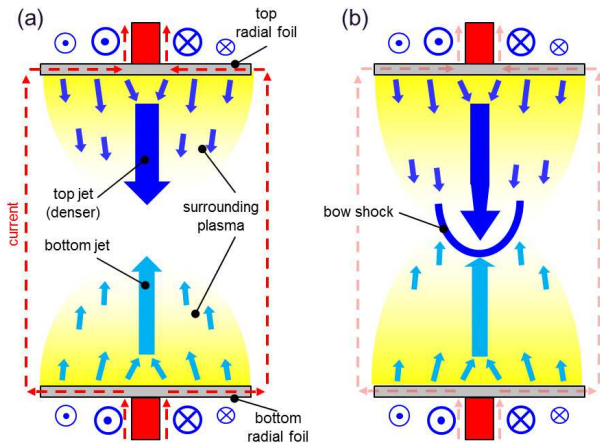 (a)
top
radial foil
(b)
current
top jet
(denser)
surrounding
plasma
bottom jet
bow shock
bottom
radial foil